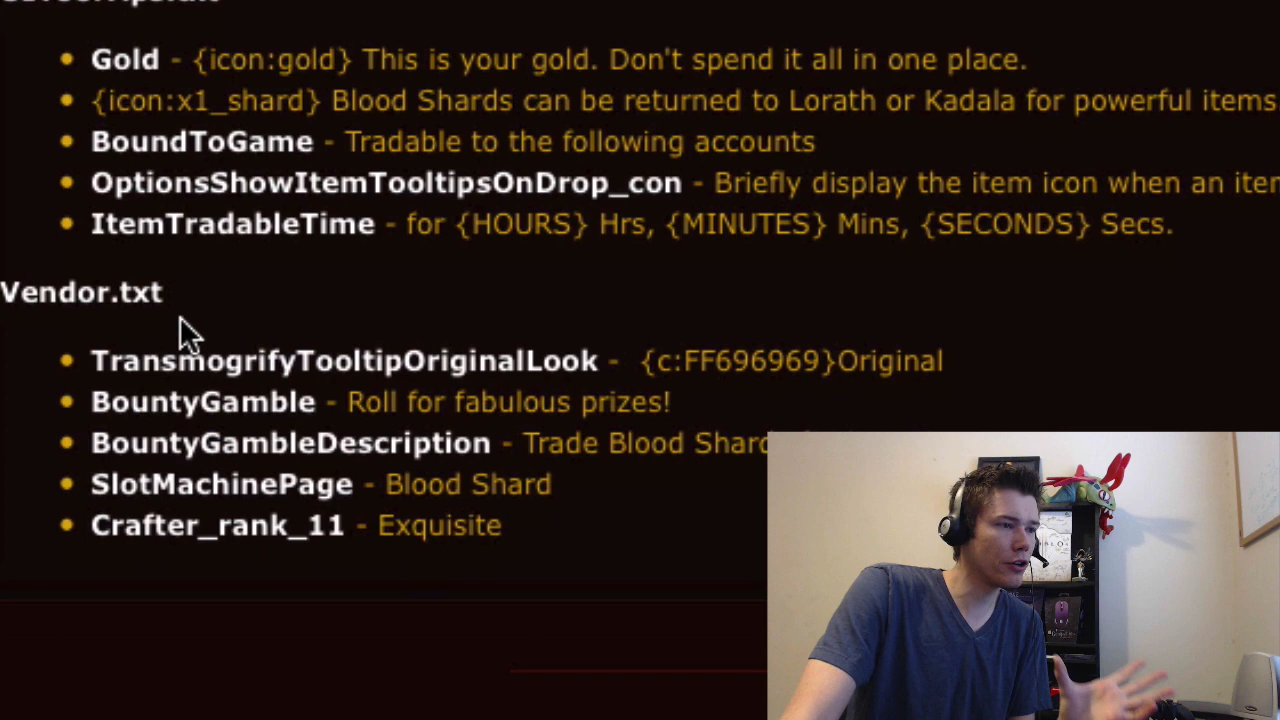 Gold - {icon:gold} This is your gold. Don't spend it all in one place.
{icon:x1_shard} Blood Shards can be returned to Lorath or Kadala for powerful items
BoundToGame - Tradable to the following accounts
OptionsShowItemTooltipsOnDrop_con - Briefly display the item icon when an
ItemTradableTime - for {HOURS} Hrs, {MINUTES} Mins, {SECONDS} Secs.
Vendor.txt
TransmogrifyTooltipOriginalLook - {c:FF696969}Original
BountyGamble - Roll for fabulous prizes!
BountyGambleDescription - Trade Blood
SlotMachinePage - Blood Shard
Crafter_rank_11 - Exquisite